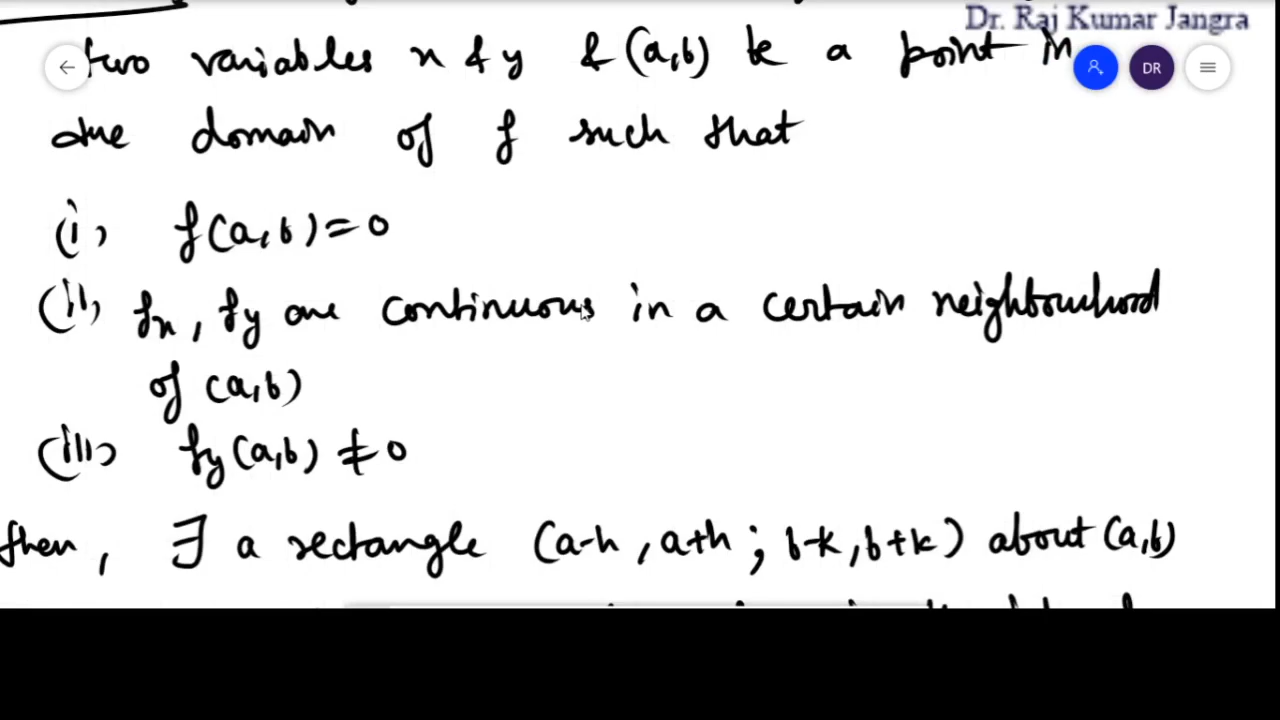 Dr. Raj Kumar Jangra
two variables x & y & (a,b) be a point in
DR
the domain of f such that
(i) f(a,b)=0
(ii) fx, fy are continuous in a certain neighbourhood
of (a,b)
(iii) fy(a,b) ≠ 0
then, ∃ a rectangle (a-h, a+h; b-k, b+k) about (a,b)